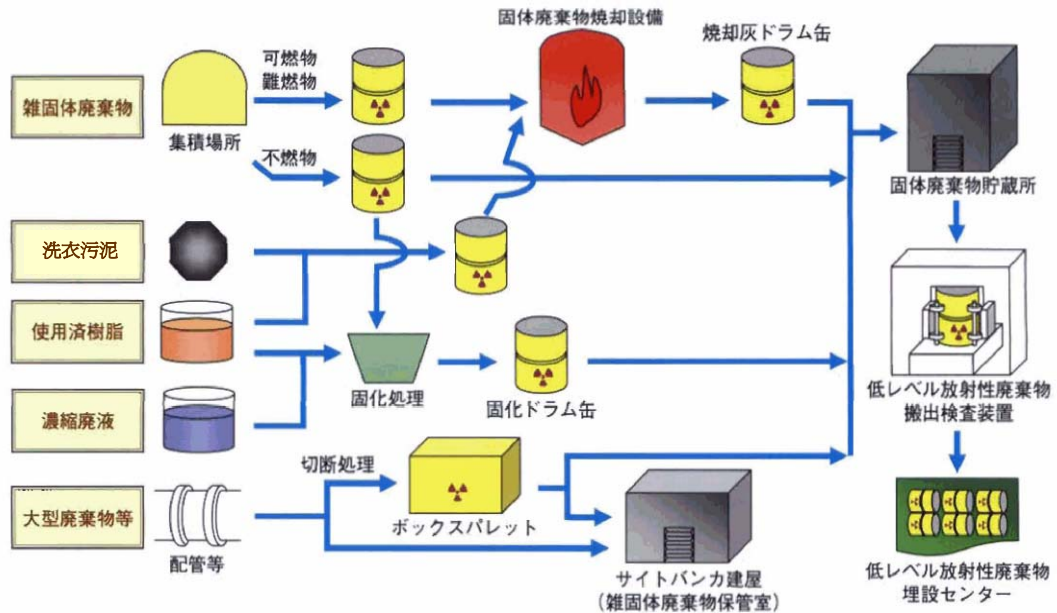 固体廃棄物焼却設備
焼却灰ドラム缶
可燃物
難燃物
雑固体廃棄物
集積場所
不燃物
固体廃棄物貯蔵所
洗衣汚泥
使用済樹脂
固化処理
固化ドラム缶
低レベル放射性廃棄物
搬出検査装置
濃縮廃液
切断処理
大型廃棄物等
ボックスパレット
配管等
サイトバンカ建屋
(雑固体廃棄物保管室)
低レベル放射性廃棄物
埋設センター